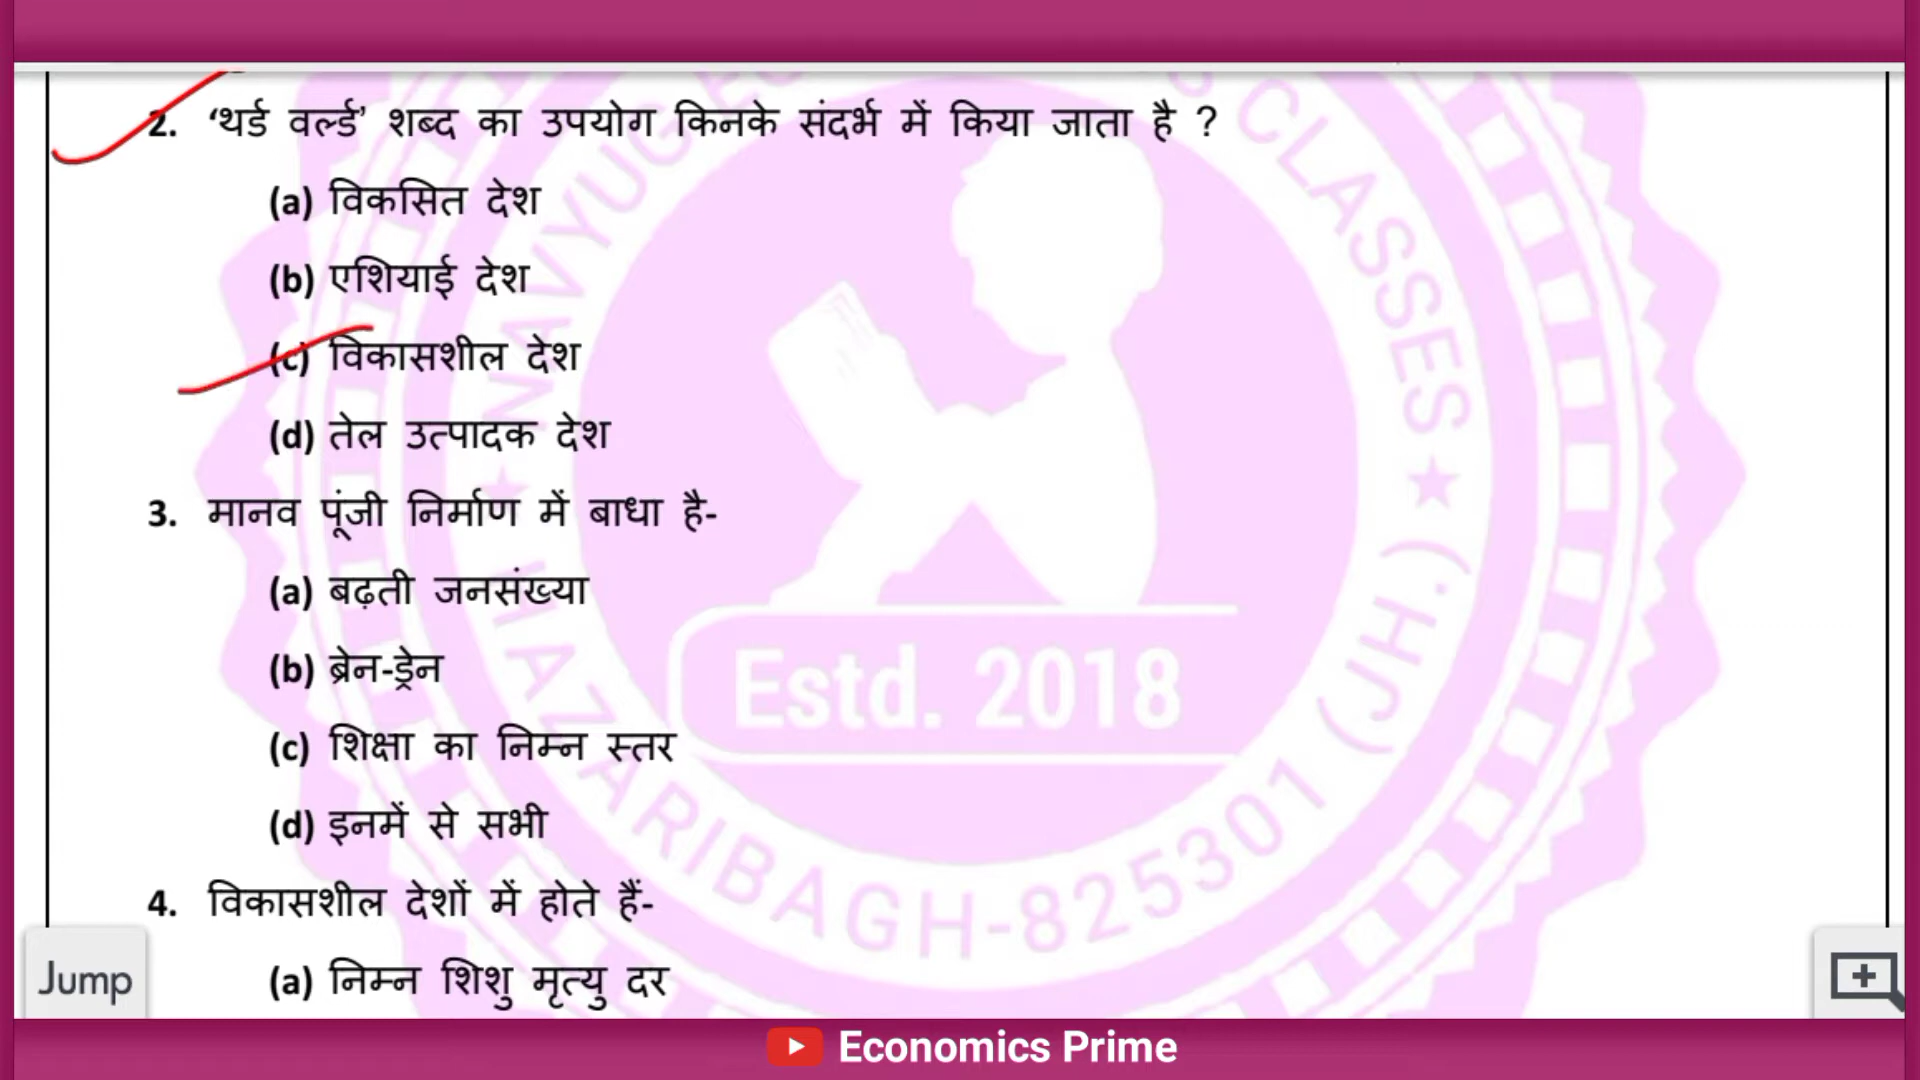 2. ‘थर्ड वर्ल्ड’ शब्द का उपयोग किनके संदर्भ में किया जाता है ?
(a) विकसित देश
(b) एशियाई देश
(c) विकासशील देश
(d) तेल उत्पादक देश
3. मानव पूंजी निर्माण में बाधा है-
(a) बढ़ती जनसंख्या
(b) ब्रेन-ड्रेन
(c) शिक्षा का निम्न स्तर
(d) इनमें से सभी
4. विकासशील देशों में होते हैं-
(a) निम्न शिशु मृत्यु दर
NAVYUG CLASSES
Estd. 2018
HAZARIBAGH-825301 (JH.)
Jump
Economics Prime